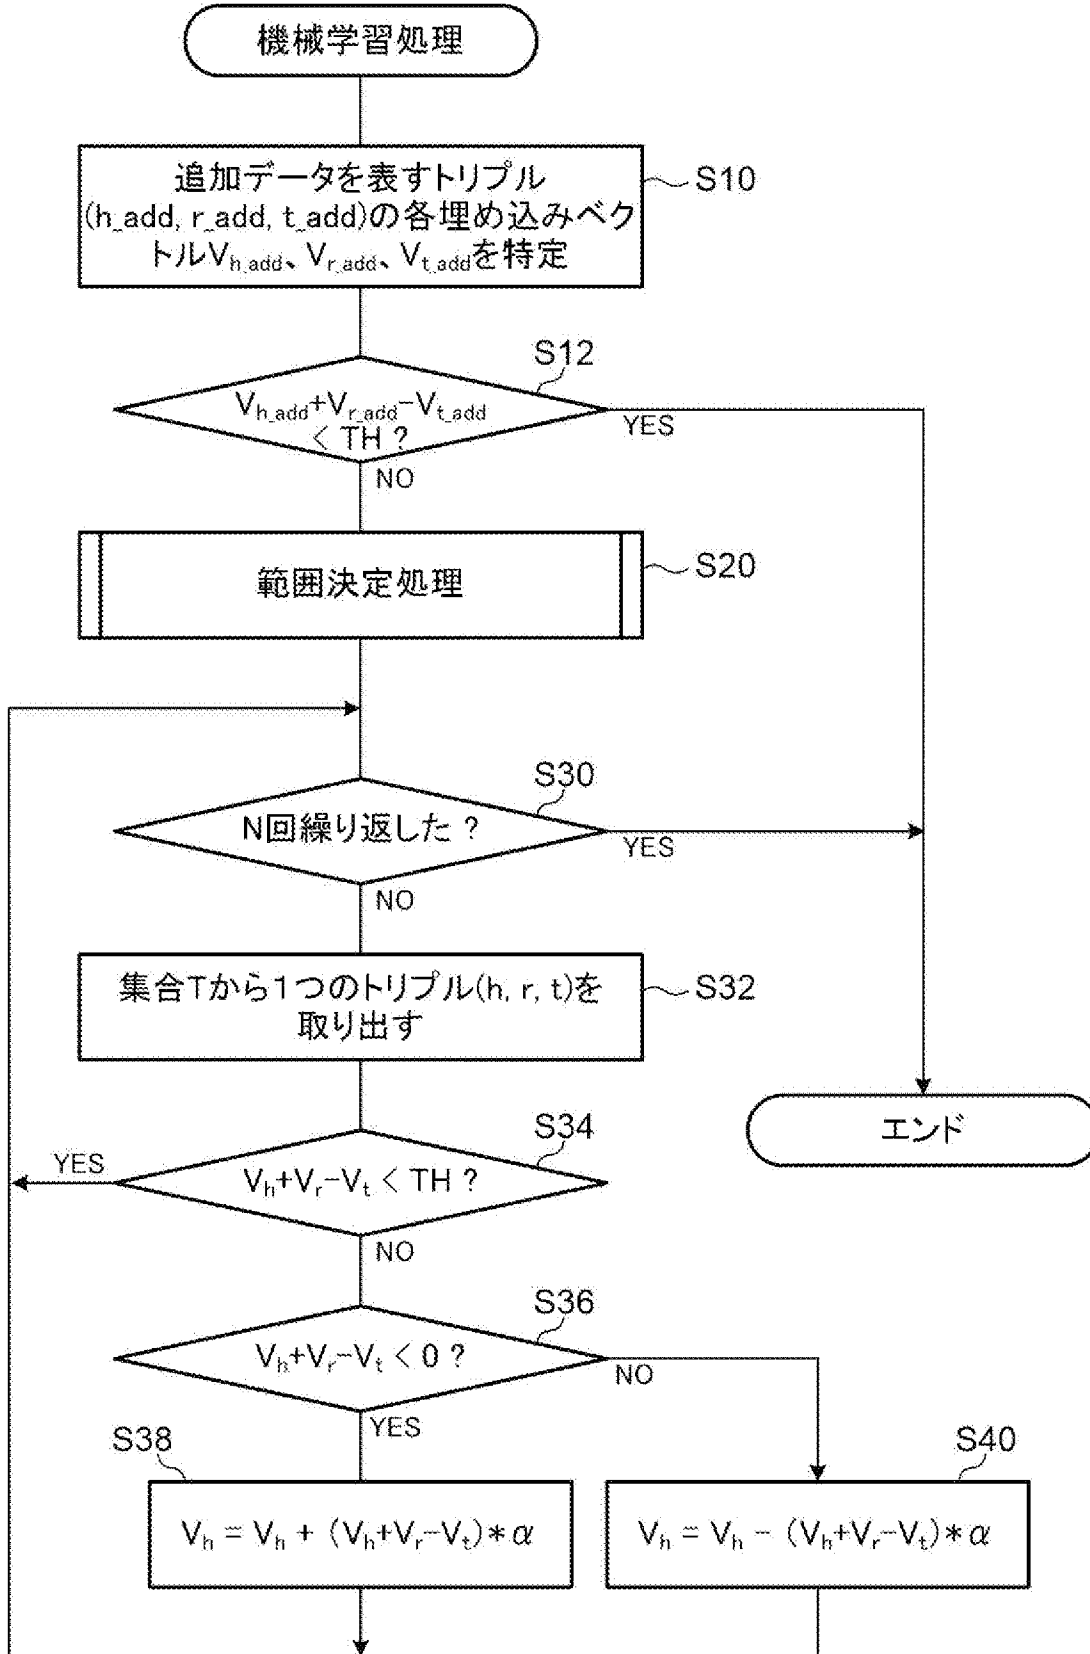 機械学習処理
追加データを表すトリプル
(h_add, r_add, t_add)の各埋め込みベク
トルVh_add、Vr_add、Vt_addを特定
S10
S12
Vh_add+Vr_add-Vt_add
< TH ?
YES
NO
範囲決定処理
S20
S30
N回繰り返した ?
YES
NO
集合Tから1つのトリプル(h, r, t)を
取り出す
S32
エンド
S34
YES
Vh+Vr-Vt < TH ?
NO
S36
Vh+Vr-Vt < 0 ?
NO
YES
S38
Vh = Vh + (Vh+Vr-Vt)*α
S40
Vh = Vh - (Vh+Vr-Vt)*α